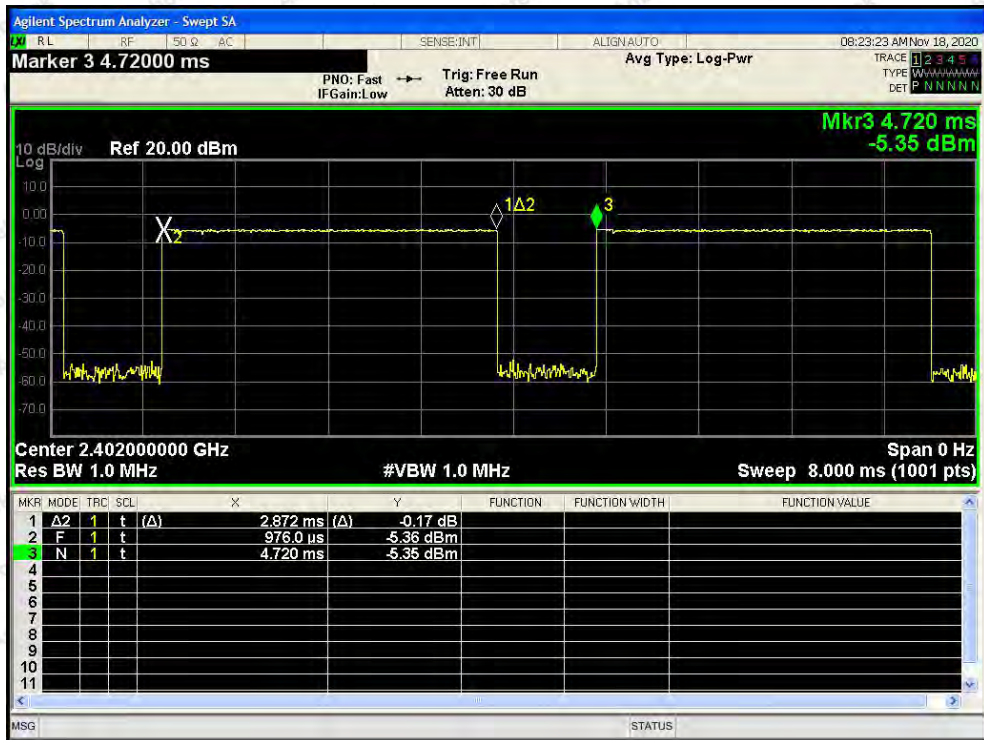 Agilent Spectrum Analyzer - Swept SA
LXI RL RF 50 Ω AC SENSE:INT ALIGNAUTO 08:23:23 AM Nov 18, 2020
Marker 3 4.72000 ms Avg Type: Log-Pwr TRACE 1 2 3 4 5 6
PNO: Fast Trig: Free Run TYPE WWWWWW
IFGain:Low Atten: 30 dB DET P N N N N N
Mkr3 4.720 ms
10 dB/div Ref 20.00 dBm -5.35 dBm
Log
10.0
0.00 1Δ2 3
X2
-10.0
-20.0
-30.0
-40.0
-50.0
-60.0
-70.0
Center 2.402000000 GHz Span 0 Hz
Res BW 1.0 MHz #VBW 1.0 MHz Sweep 8.000 ms (1001 pts)
MKR MODE TRC SCL X Y FUNCTION FUNCTION WIDTH FUNCTION VALUE
1 Δ2 1 t (Δ) 2.872 ms (Δ) -0.17 dB
2 F 1 t 976.0 µs -5.36 dBm
3 N 1 t 4.720 ms -5.35 dBm
4
5
6
7
8
9
10
11
MSG STATUS